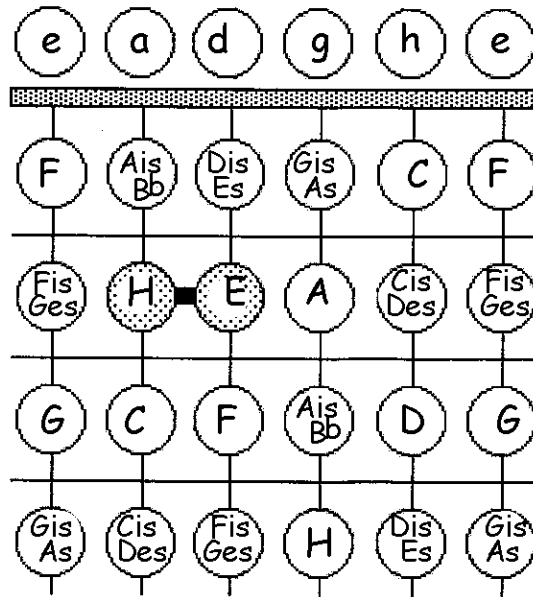 e a d g h e
F Ais Dis Gis C F
Bb Es As
Fis H E A Cis Fis
Ges Des Ges
G C F Ais D G
Bb
Gis Cis Fis H Dis Gis
As Des Ges Es As